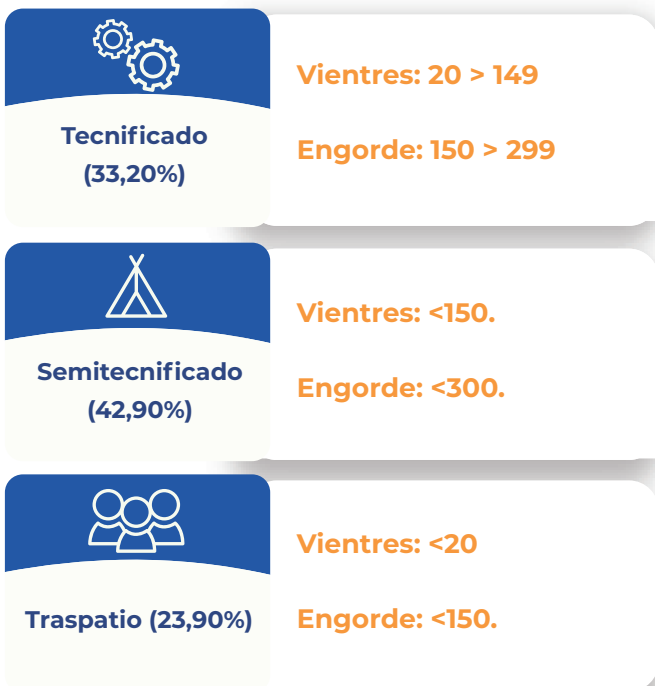 Tecnificado
(33,20%)
Vientres: 20 > 149
Engorde: 150 > 299
Semitecnificado
(42,90%)
Vientres: <150.
Engorde: <300.
Traspatio (23,90%)
Vientres: <20
Engorde: <150.